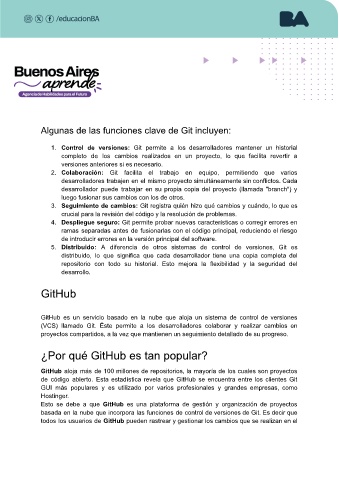 /educacionBA
BA
Buenos Aires
aprende
Agencia de Habilidades para el Futuro
Algunas de las funciones clave de Git incluyen:
1. Control de versiones: Git permite a los desarrolladores mantener un historial
completo de los cambios realizados en un proyecto, lo que facilita revertir a
versiones anteriores si es necesario.
2. Colaboración: Git facilita el trabajo en equipo, permitiendo que varios
desarrolladores trabajen en el mismo proyecto simultáneamente sin conflictos. Cada
desarrollador puede trabajar en su propia copia del proyecto (llamada "branch") y
luego fusionar sus cambios con los de otros.
3. Seguimiento de cambios: Git registra quién hizo qué cambios y cuándo, lo que es
crucial para la revisión del código y la resolución de problemas.
4. Despliegue seguro: Git permite probar nuevas características o corregir errores en
ramas separadas antes de fusionarlas con el código principal, reduciendo el riesgo
de introducir errores en la versión principal del software.
5. Distribuido: A diferencia de otros sistemas de control de versiones, Git es
distribuido, lo que significa que cada desarrollador tiene una copia completa del
repositorio con todo su historial. Esto mejora la flexibilidad y la seguridad del
desarrollo.
GitHub
GitHub es un servicio basado en la nube que aloja un sistema de control de versiones
(VCS) llamado Git. Éste permite a los desarrolladores colaborar y realizar cambios en
proyectos compartidos, a la vez que mantienen un seguimiento detallado de su progreso.
¿Por qué GitHub es tan popular?
GitHub aloja más de 100 millones de repositorios, la mayoría de los cuales son proyectos
de código abierto. Esta estadística revela que GitHub se encuentra entre los clientes Git
GUI más populares y es utilizado por varios profesionales y grandes empresas, como
Hostinger.
Esto se debe a que GitHub es una plataforma de gestión y organización de proyectos
basada en la nube que incorpora las funciones de control de versiones de Git. Es decir que
todos los usuarios de GitHub pueden rastrear y gestionar los cambios que se realizan en el